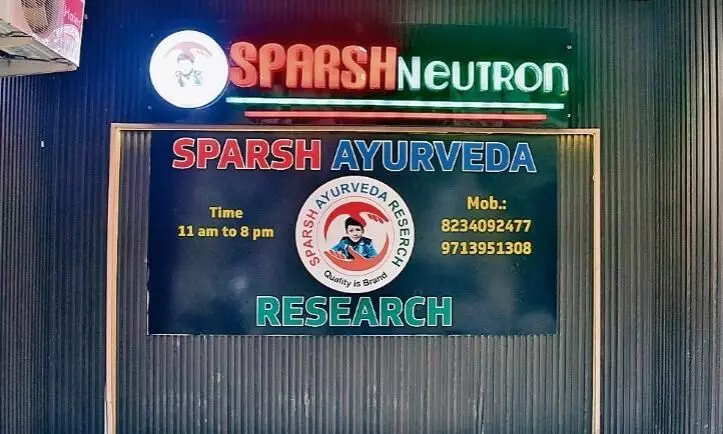 SPARSH NEUTRON
SPARSH AYURVEDA
Time
11 am to 8 pm
SPARSH AYURVEDA RESERCH
Quality is Brand
Mob.:
8234092477
9713951308
RESEARCH